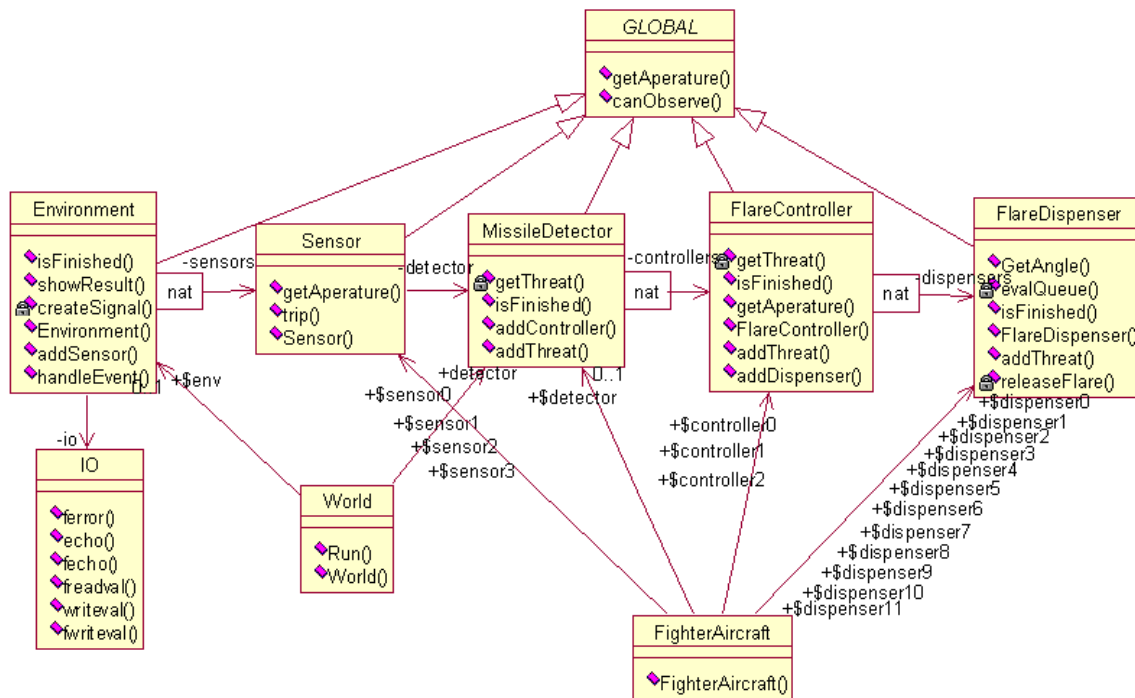 GLOBAL
getAperature()
canObserve()
Environment
isFinished()
showResult()
createSignal()
Environment()
addSensor()
handleEvent()
-sensors
nat
Sensor
getAperature()
trip()
Sensor()
-detector
MissileDetector
getThreat()
isFinished()
addController()
addThreat()
-controllers
nat
FlareController
getThreat()
isFinished()
getAperature()
FlareController()
addThreat()
addDispenser()
-dispensers
nat
FlareDispenser
GetAngle()
evalQueue()
isFinished()
FlareDispenser()
addThreat()
releaseFlare()
0..1
+$env
+detector
0..1
+$detector
+$sensor0
+$sensor1
+$sensor2
+$sensor3
+$controller0
+$controller1
+$controller2
+$dispenser0
+$dispenser1
+$dispenser2
+$dispenser3
+$dispenser4
+$dispenser5
+$dispenser6
+$dispenser7
+$dispenser8
+$dispenser9
+$dispenser10
+$dispenser11
-io
IO
ferror()
echo()
fecho()
freadval()
writeval()
fwriteval()
World
Run()
World()
FighterAircraft
FighterAircraft()